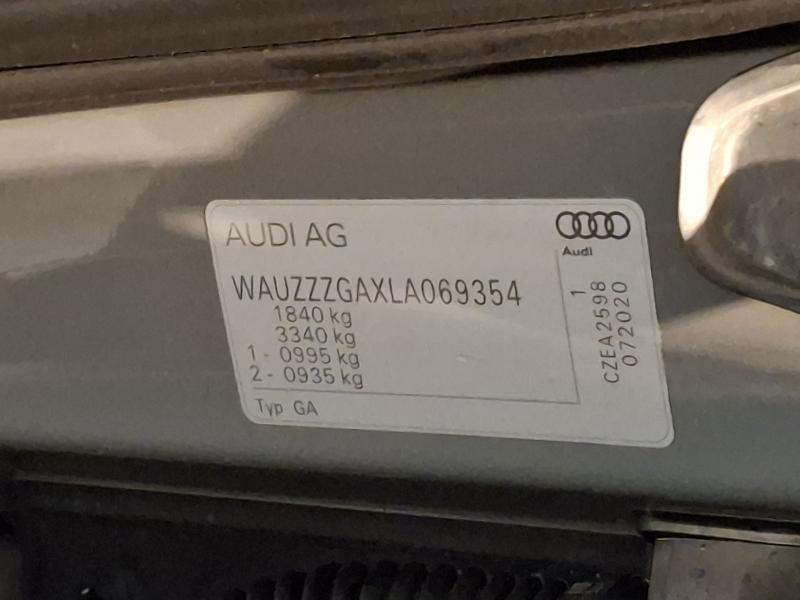 AUDI AG
Audi
WAUZZZGAXLA069354
1840 kg
3340 kg
1 - 0995 kg
2 - 0935 kg
Typ GA
1
CZEA2598
072020